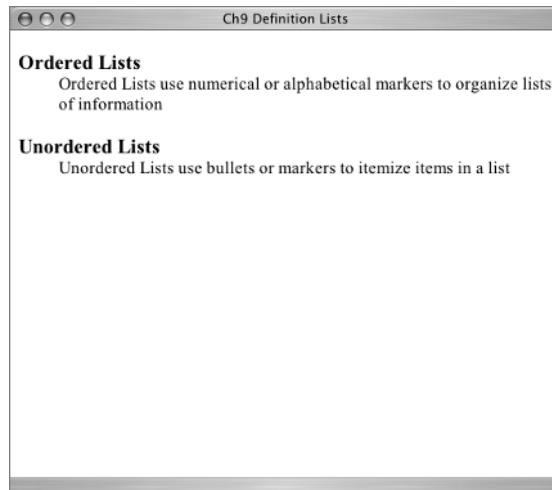 Ch9 Definition Lists
Ordered Lists
Ordered Lists use numerical or alphabetical markers to organize lists
of information
Unordered Lists
Unordered Lists use bullets or markers to itemize items in a list